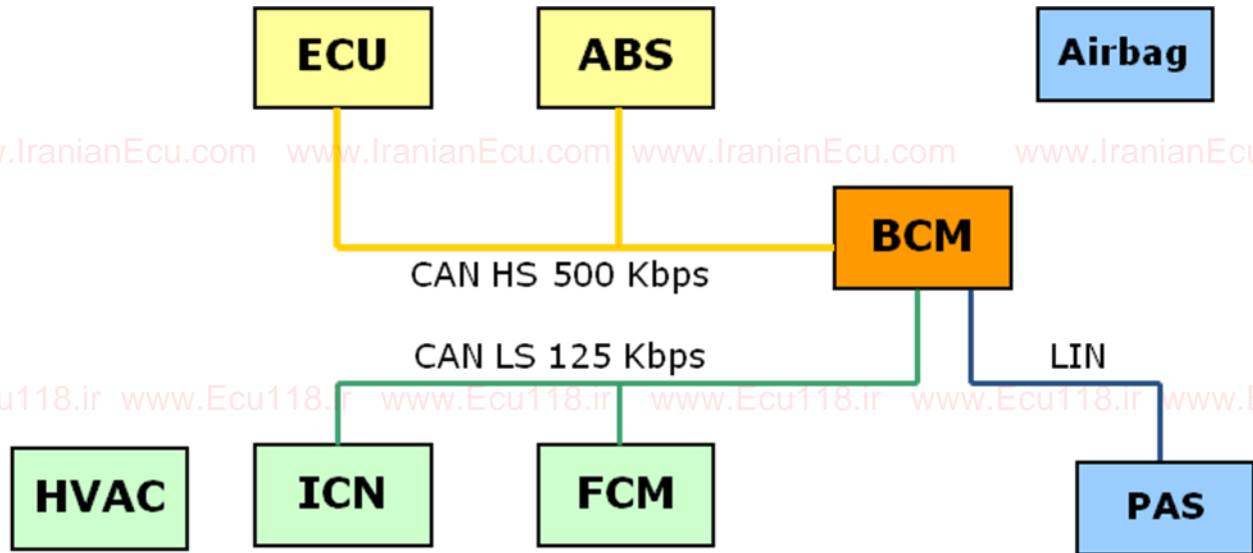 ECU
ABS
Airbag
www.IranianEcu.com www.IranianEcu.com www.IranianEcu.com
BCM
CAN HS 500 Kbps
CAN LS 125 Kbps
LIN
www.Ecu118.ir www.Ecu118.ir www.Ecu118.ir www.Ecu118.ir
HVAC
ICN
FCM
PAS